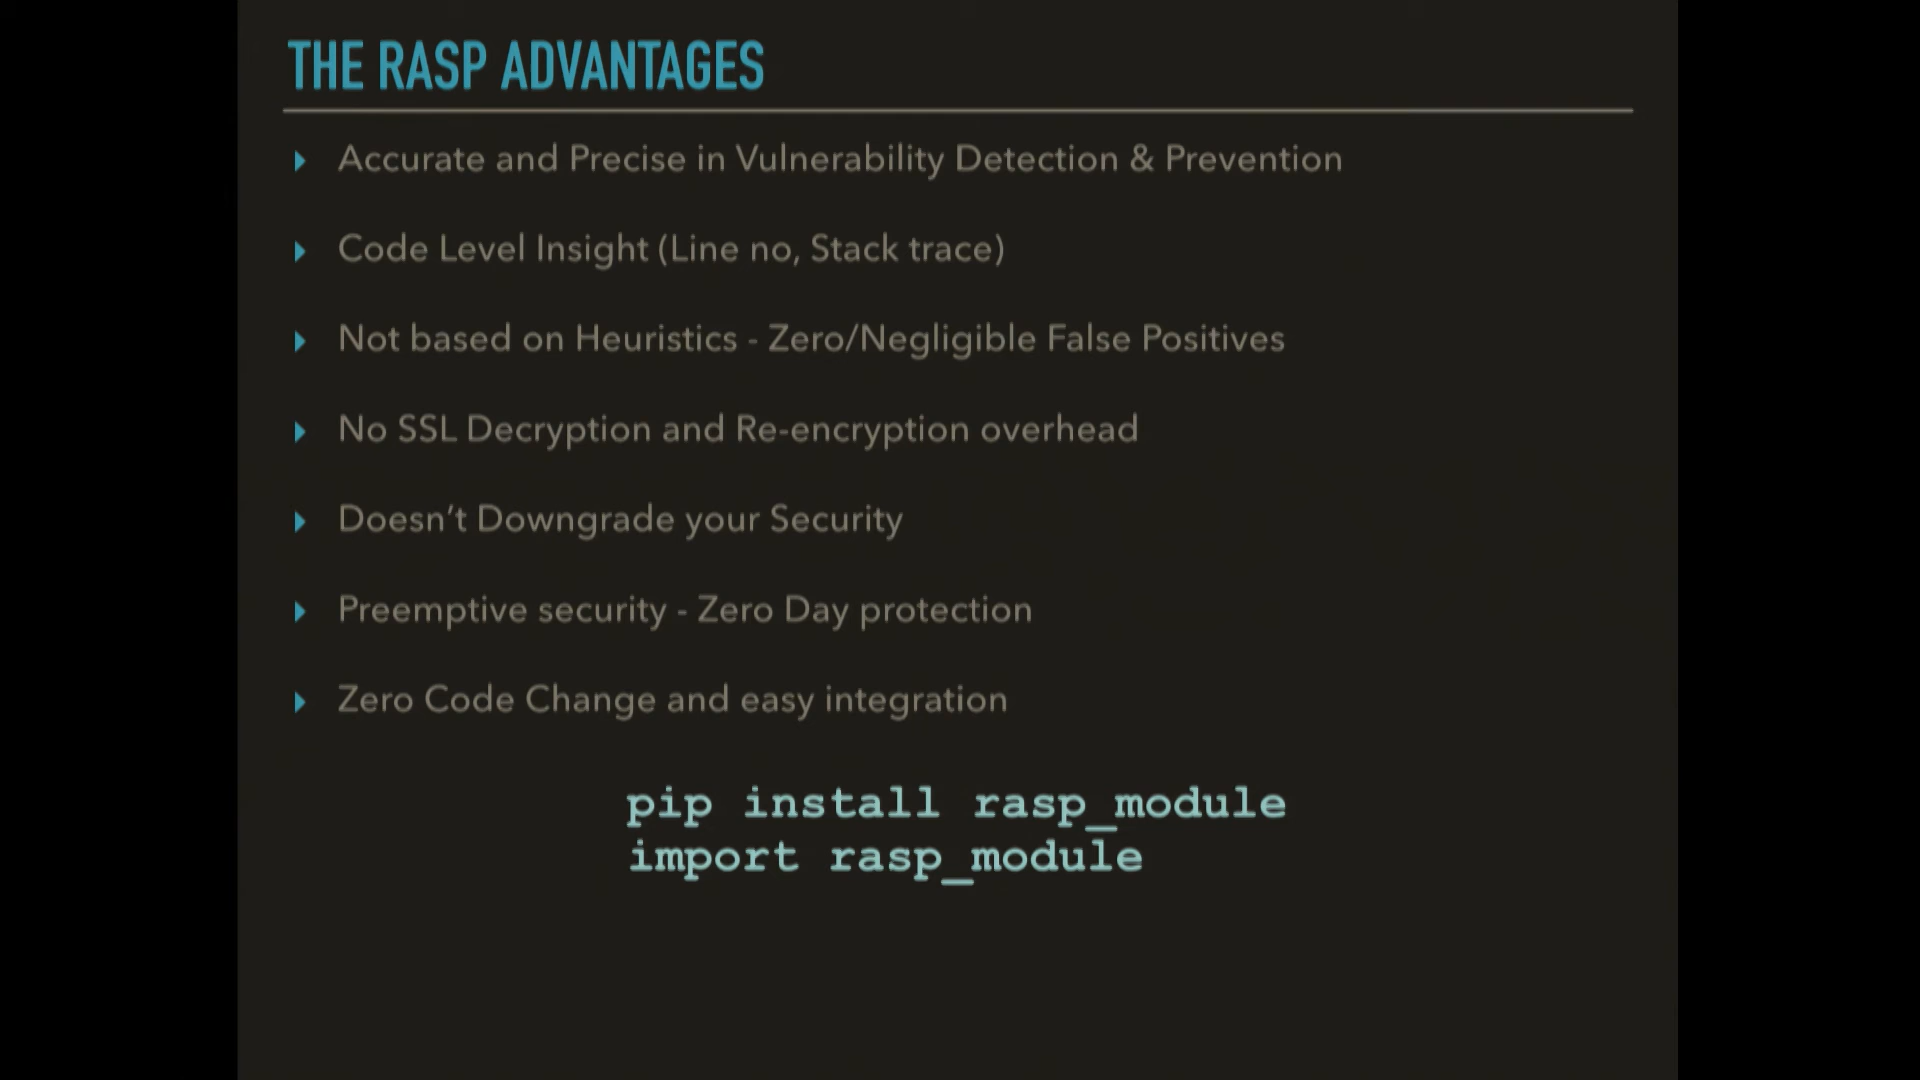 THE RASP ADVANTAGES
Accurate and Precise in Vulnerability Detection & Prevention
Code Level Insight (Line no, Stack trace)
Not based on Heuristics - Zero/Negligible False Positives
No SSL Decryption and Re-encryption overhead
Doesn’t Downgrade your Security
Preemptive security - Zero Day protection
Zero Code Change and easy integration
pip install rasp_module
import rasp_module